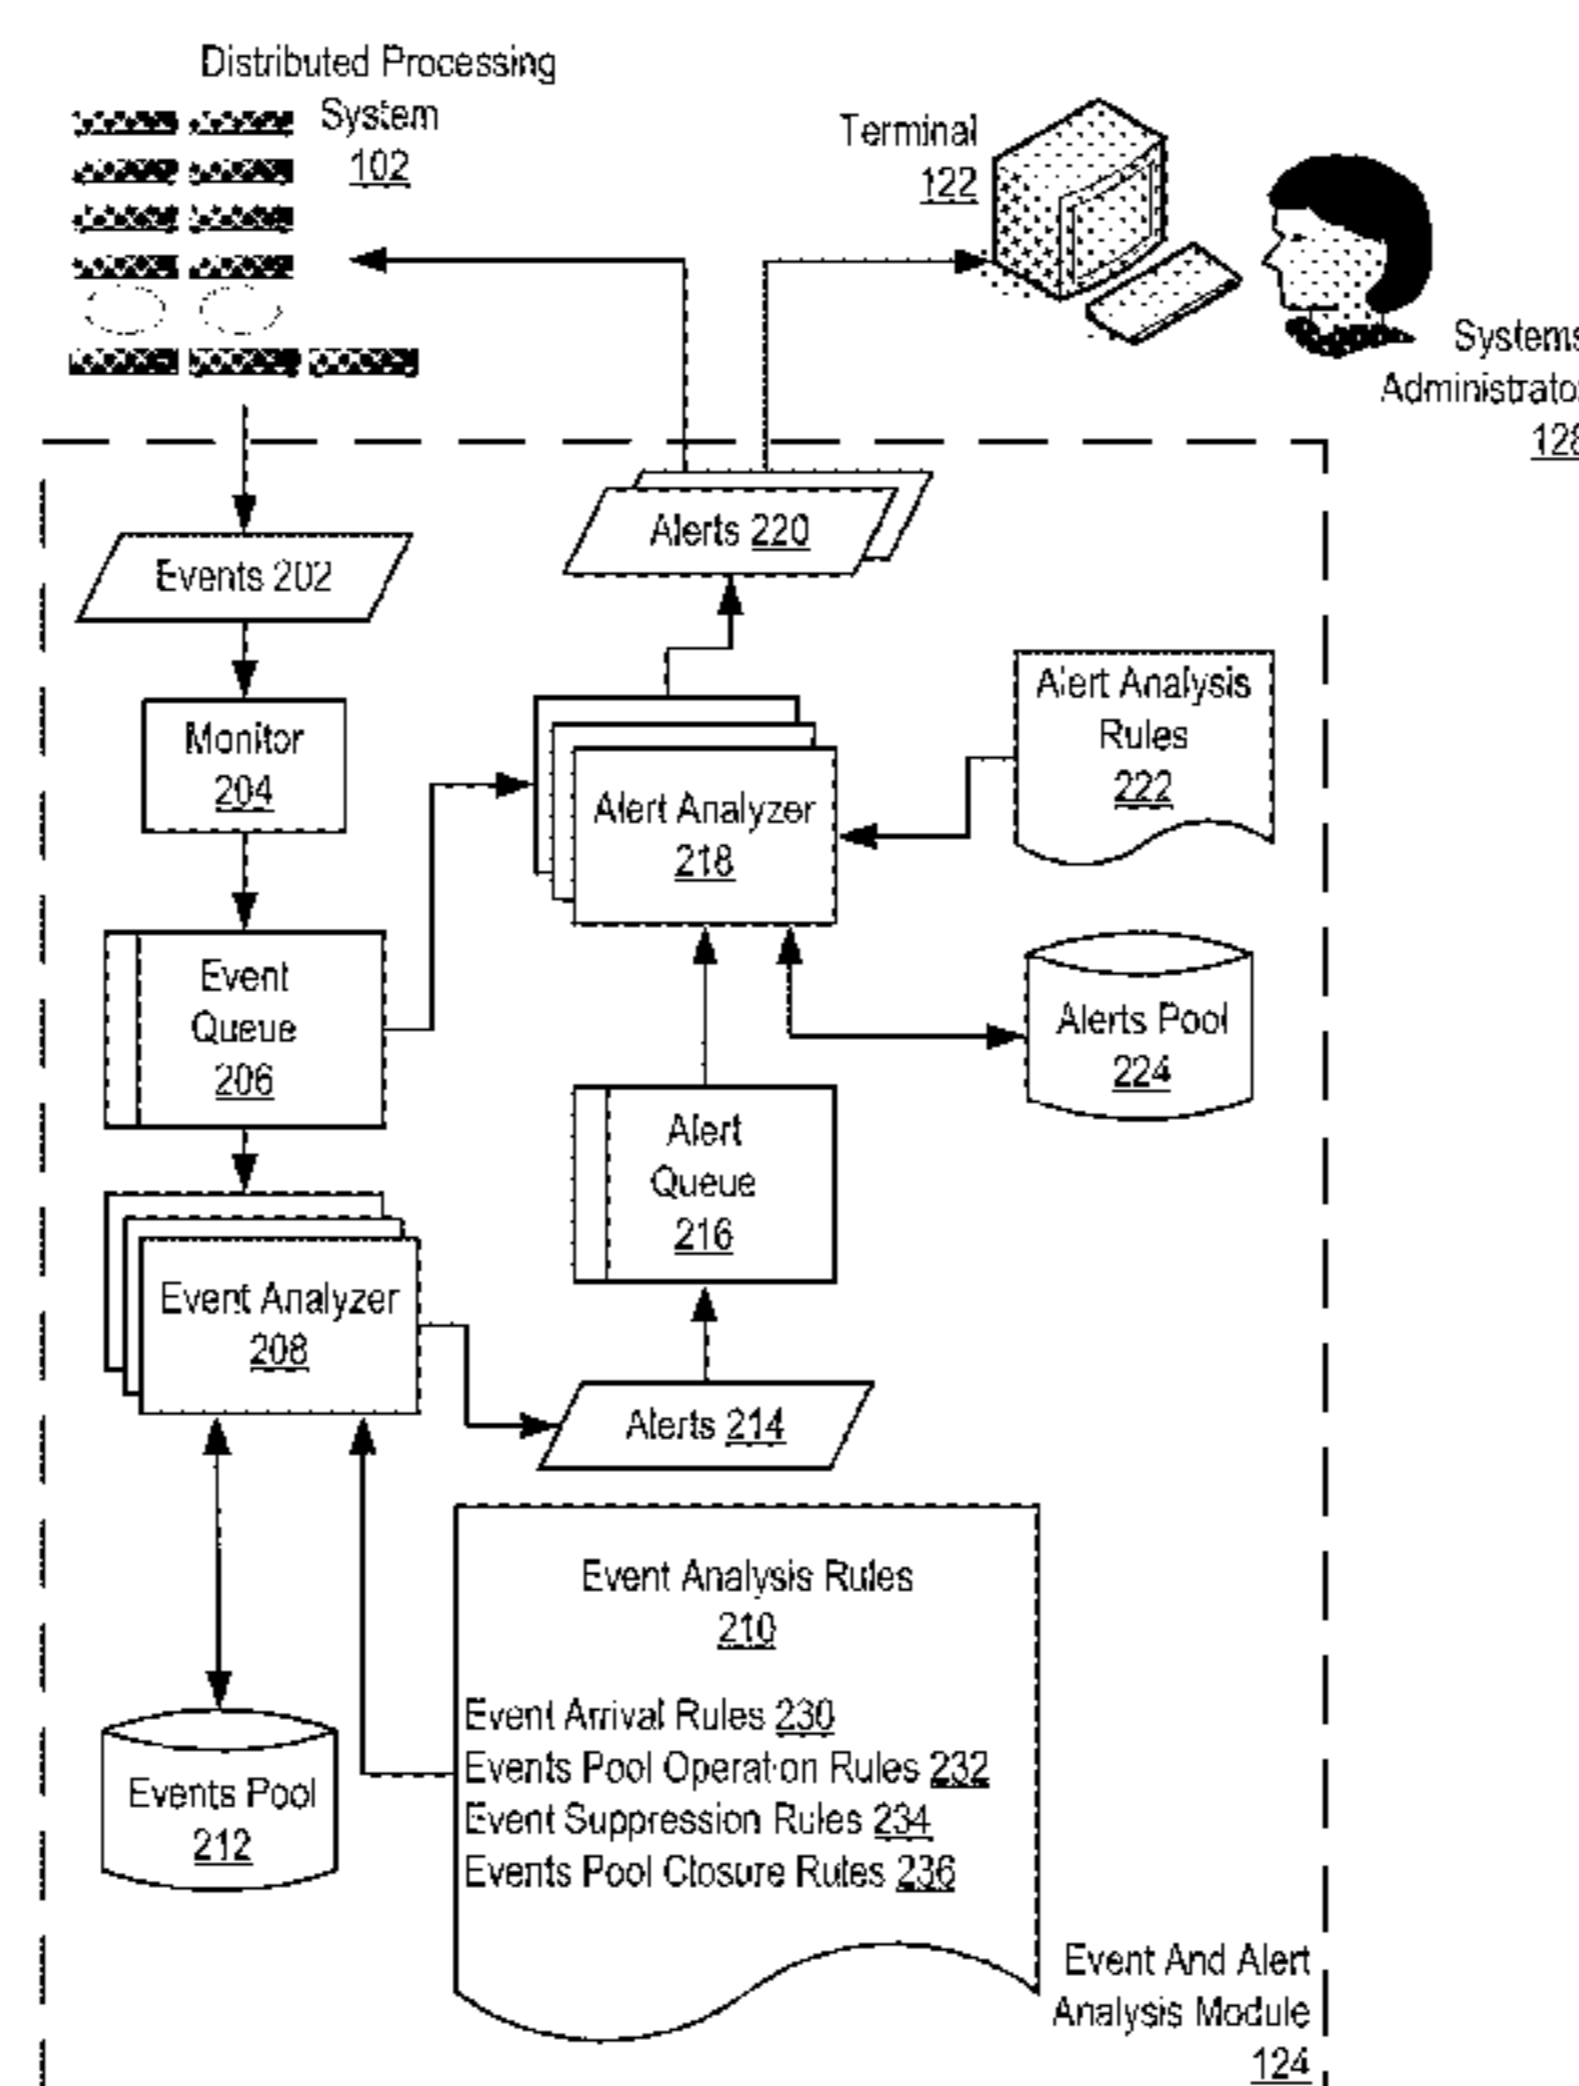 Distributed Processing
System
102
Terminal
122
Systems
Administrator
128
Alerts 220
Events 202
Alert Analysis
Rules
222
Monitor
204
Alert Analyzer
218
Event
Queue
206
Alerts Pool
224
Alert
Queue
216
Event Analyzer
208
Alerts 214
Event Analysis Rules
210
Event Arrival Rules 230
Events Pool Operation Rules 232
Event Suppression Rules 234
Events Pool Closure Rules 236
Events Pool
212
Event And Alert
Analysis Module
124